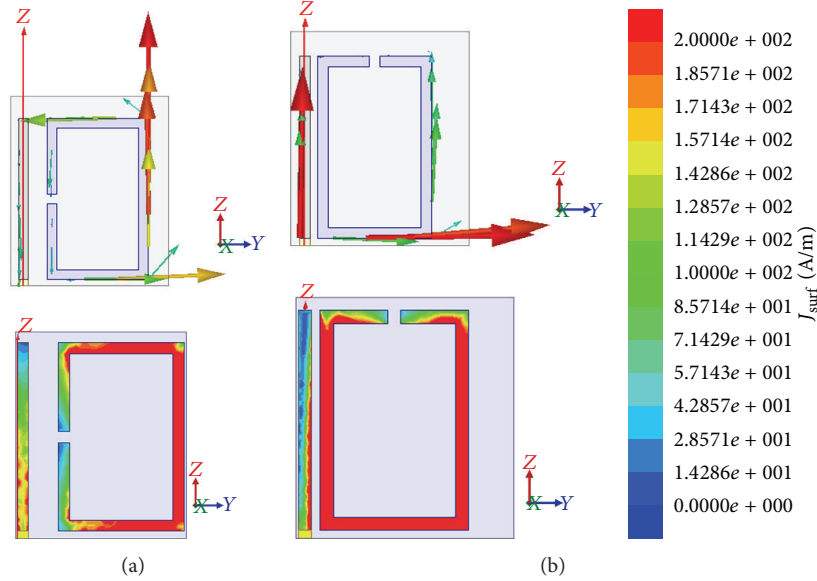 Z
Z
Z
X Y
Z
X Y
Z
Z
Z
X Y
Z
X Y
(a)
(b)
2.0000e + 002
1.8571e + 002
1.7143e + 002
1.5714e + 002
1.4286e + 002
1.2857e + 002
1.1429e + 002
1.0000e + 002
8.5714e + 001
7.1429e + 001
5.7143e + 001
4.2857e + 001
2.8571e + 001
1.4286e + 001
0.0000e + 000
Jsurf (A/m)